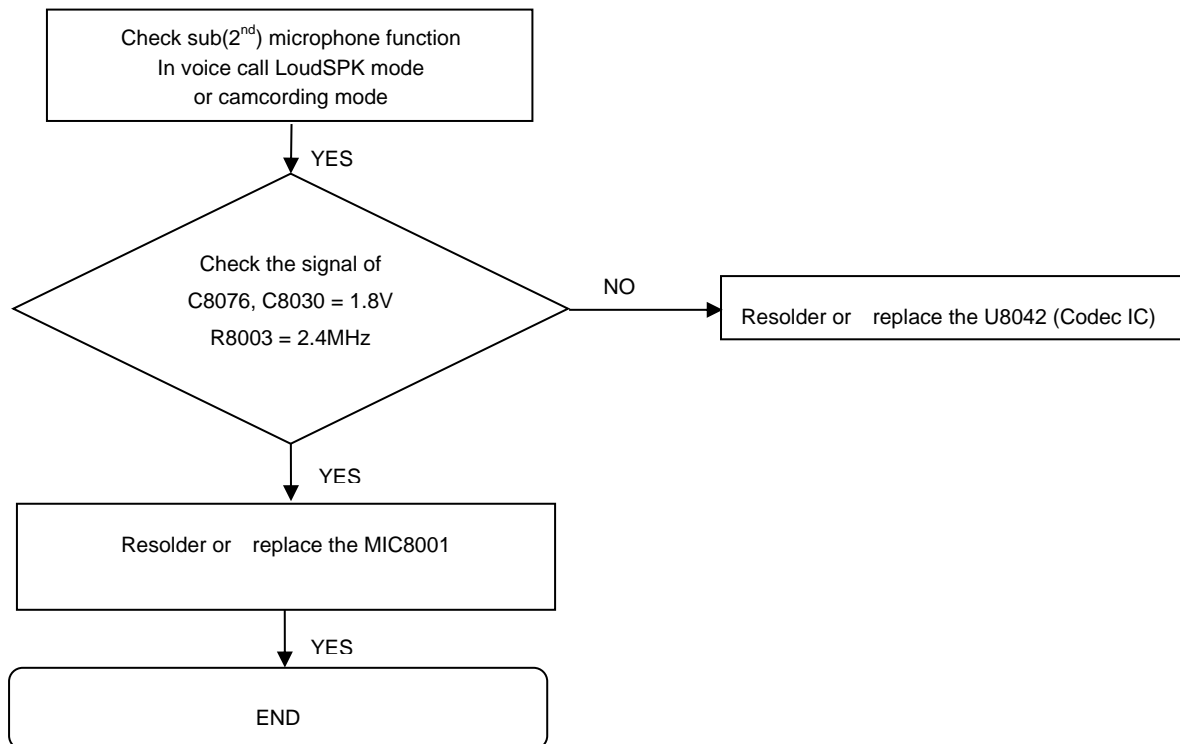 Check sub(2nd) microphone function
In voice call LoudSPK mode
or camcording mode
YES
Check the signal of
C8076, C8030 = 1.8V
R8003 = 2.4MHz
NO
Resolder or replace the U8042 (Codec IC)
YES
Resolder or replace the MIC8001
YES
END